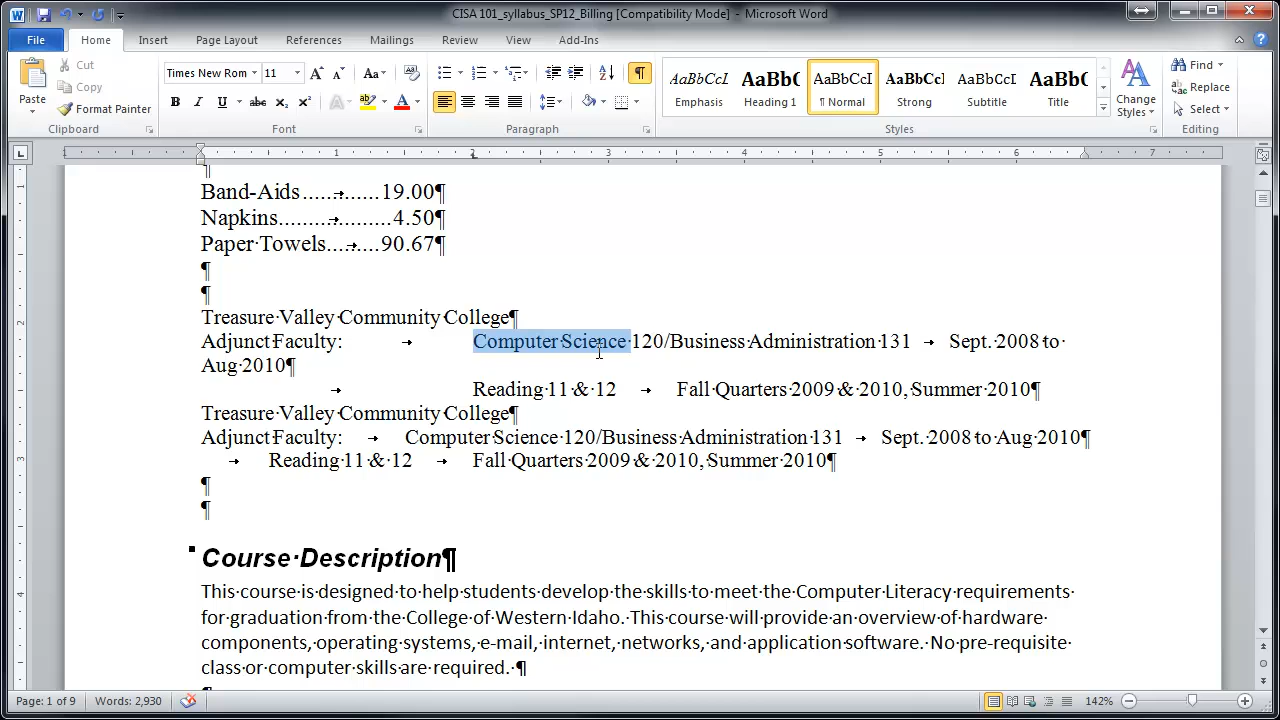 CISA 101_syllabus_SP12_Billing [Compatibility Mode] - Microsoft Word
File Home Insert Page Layout References Mailings Review View Add-Ins
Paste
Cut
Copy
Format Painter
Clipboard
Times New Rom 11
Font
Paragraph
AaBbCcI AaBbC AaBbCcI AaBbCcI AaBbCcI AaBbC
Emphasis Heading 1 ¶ Normal Strong Subtitle Title
Change Styles
Styles
Find
Replace
Select
Editing
1 1 2 3 4 5 6 7
¶
Band-Aids.............19.00¶
Napkins...................4.50¶
Paper Towels.........90.67¶
¶
¶
Treasure Valley Community College¶
Adjunct Faculty: → Computer Science 120/Business Administration 131 → Sept. 2008 to
Aug 2010¶
→ Reading 11 & 12 → Fall Quarters 2009 & 2010, Summer 2010¶
Treasure Valley Community College¶
Adjunct Faculty: → Computer Science 120/Business Administration 131 → Sept. 2008 to Aug 2010¶
→ Reading 11 & 12 → Fall Quarters 2009 & 2010, Summer 2010¶
¶
¶
Course Description¶
This course is designed to help students develop the skills to meet the Computer Literacy requirements
for graduation from the College of Western Idaho. This course will provide an overview of hardware
components, operating systems, e-mail, internet, networks, and application software. No pre-requisite
class or computer skills are required. ¶
Page: 1 of 9 Words: 2,930 142%